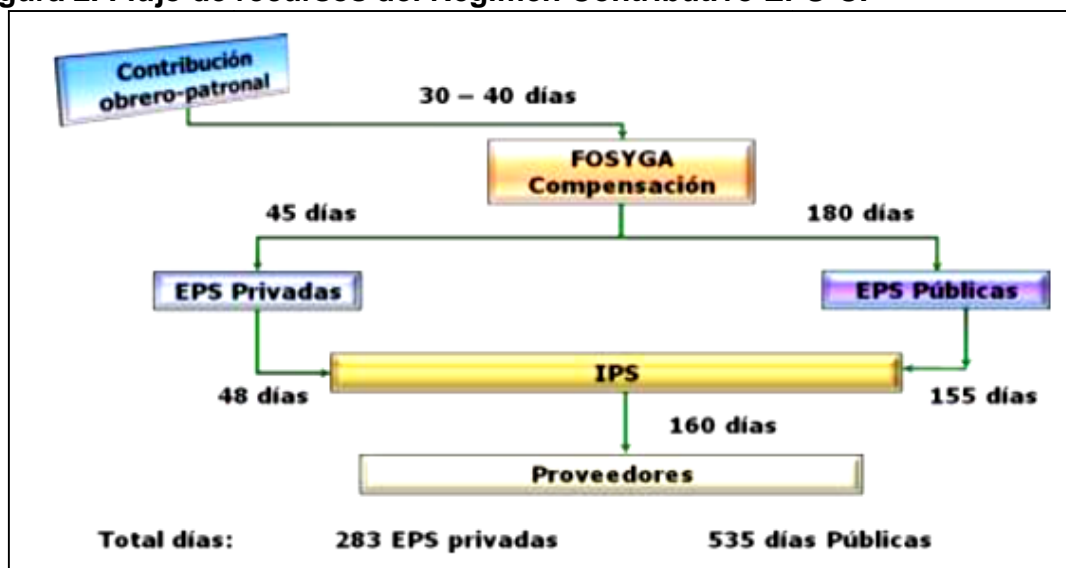 Contribución
obrero-patronal
30 – 40 días
FOSYGA
Compensación
45 días
180 días
EPS Privadas
EPS Públicas
IPS
48 días
155 días
160 días
Proveedores
Total días: 283 EPS privadas 535 días Públicas